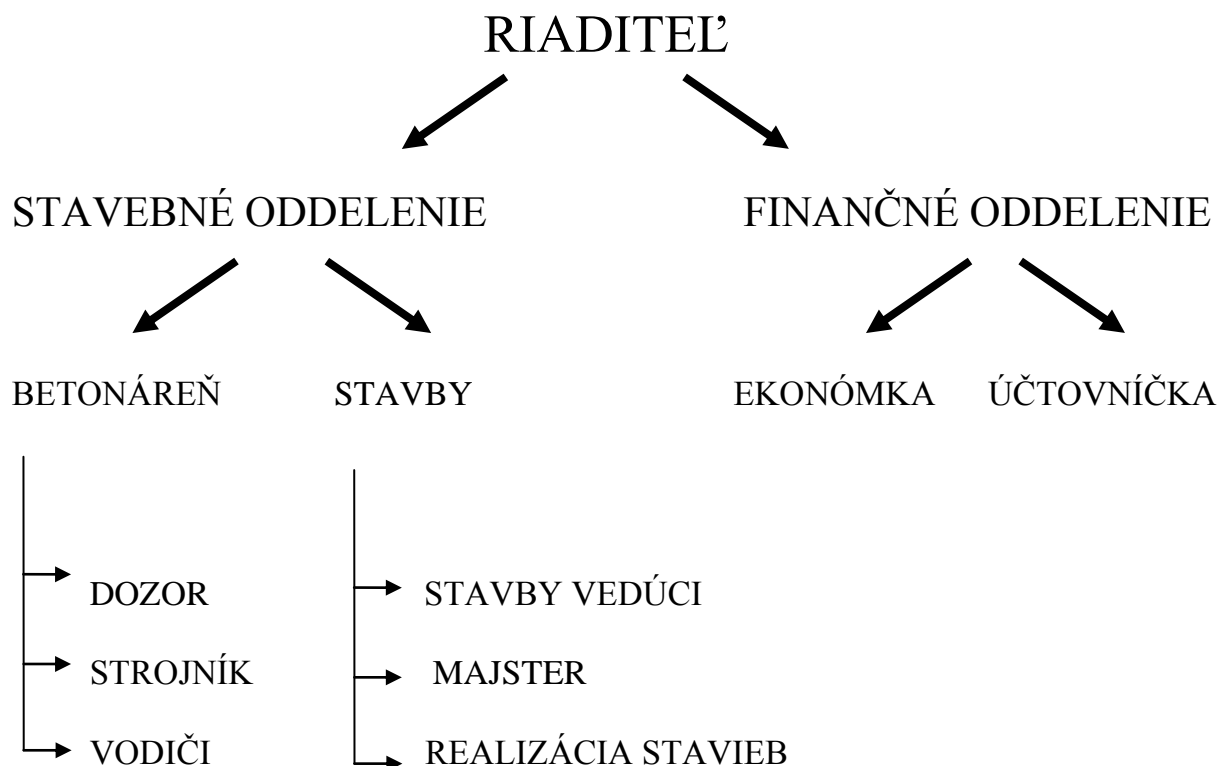 RIADITEĽ
STAVEBNÉ ODDELENIE FINANČNÉ ODDELENIE
BETONÁREŇ STAVBY EKONÓMKA ÚČTOVNÍČKA
DOZOR STAVBY VEDÚCI
STROJNÍK MAJSTER
VODIČI REALIZÁCIA STAVIEB